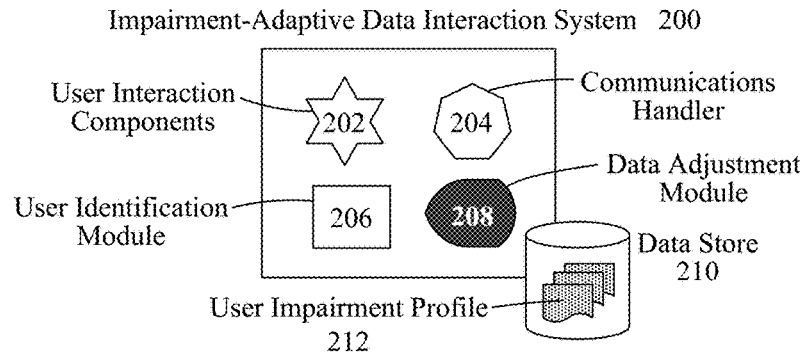 Impairment-Adaptive Data Interaction System 200
User Interaction
Components
202
204
Communications
Handler
User Identification
Module
206
208
Data Adjustment
Module
Data Store
210
User Impairment Profile
212